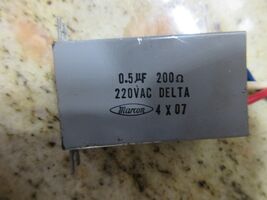 0.5µF 200Ω
220VAC DELTA
Marcon 4 X 07